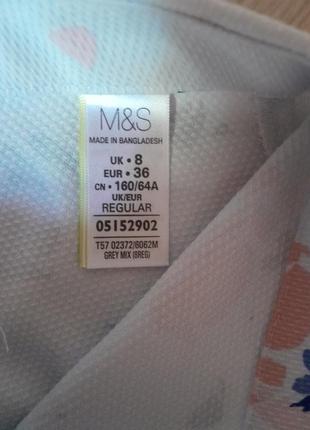 M&S
MADE IN BANGLADESH
UK • 8
EUR • 36
CN • 160/64A
UK/EUR
REGULAR
05152902
T57 02372/6062M
GREY MIX (8REG)